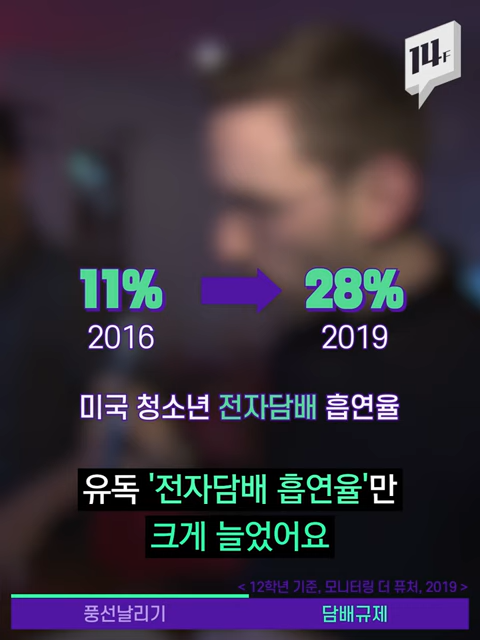 14F
11%
28%
2016
2019
미국 청소년 전자담배 흡연율
유독 '전자담배 흡연율'만
크게 늘었어요
< 12학년 기준, 모니터링 더 퓨처, 2019 >
풍선날리기
담배규제